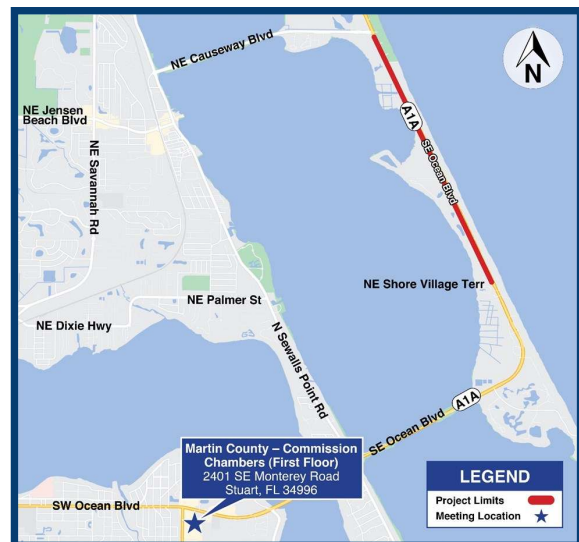 NE Causeway Blvd
N
NE Jensen
Beach Blvd
NE Savannah Rd
A1A
SE Ocean Blvd
NE Shore Village Terr
NE Palmer St
NE Dixie Hwy
N Sewalls Point Rd
A1A
SE Ocean Blvd
Martin County – Commission
Chambers (First Floor)
2401 SE Monterey Road
Stuart, FL 34996
SW Ocean Blvd
LEGEND
Project Limits
Meeting Location